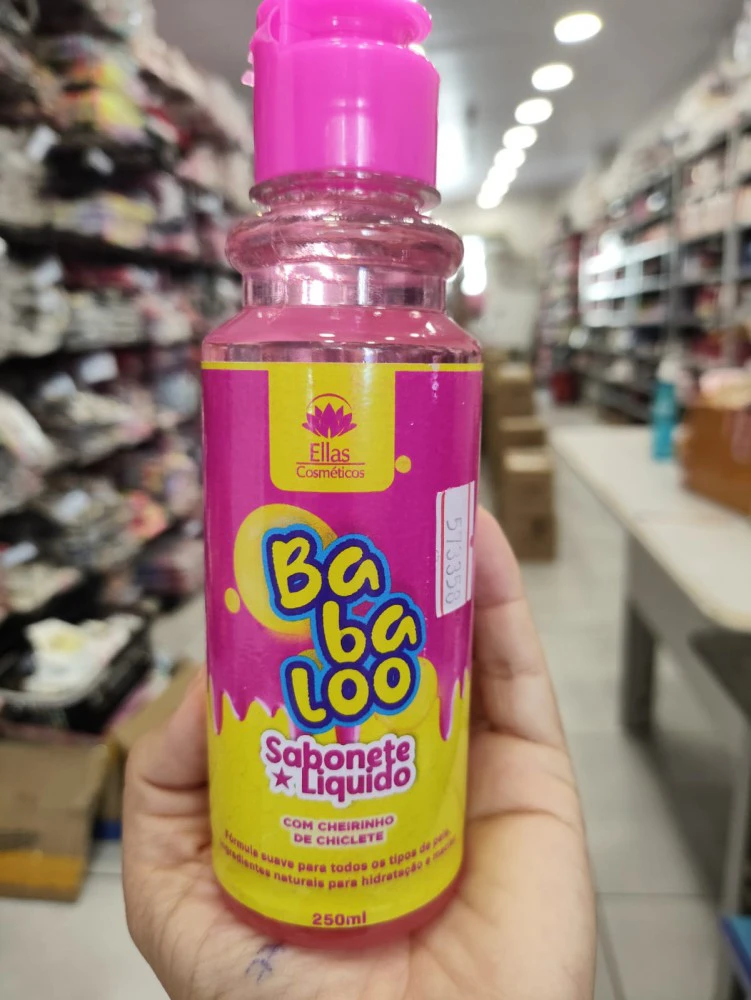 Ellas
Cosméticos
Ba
ba
Loo
573358
Sabonete
Liquido
COM CHEIRINHO
DE CHICLETE
Fórmula suave para todos os tipos de pele,
ingredientes naturais para hidratação e
250ml